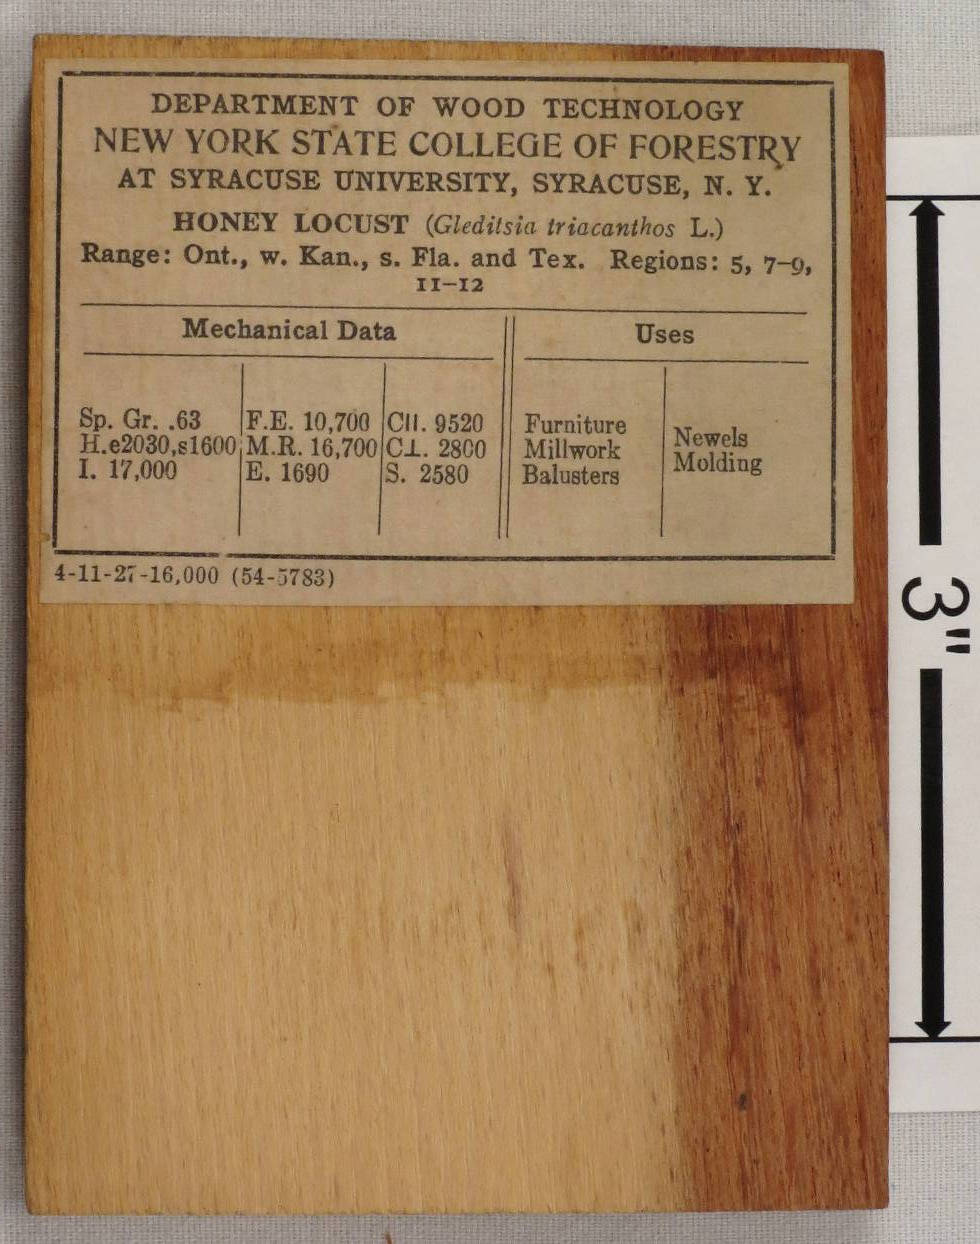 DEPARTMENT OF WOOD TECHNOLOGY
NEW YORK STATE COLLEGE OF FORESTRY
AT SYRACUSE UNIVERSITY, SYRACUSE, N. Y.
HONEY LOCUST (Gleditsia triacanthos L.)
Range: Ont., w. Kan., s. Fla. and Tex. Regions: 5, 7–9,
11–12
Mechanical Data
Sp. Gr. .63
H.e2030,s1600
I. 17,000
F.E. 10,700
M.R. 16,700
E. 1690
C||. 9520
C⊥. 2800
S. 2580
Uses
Furniture
Millwork
Balusters
Newels
Molding
4-11-27-16,000 (54-5783)
3"